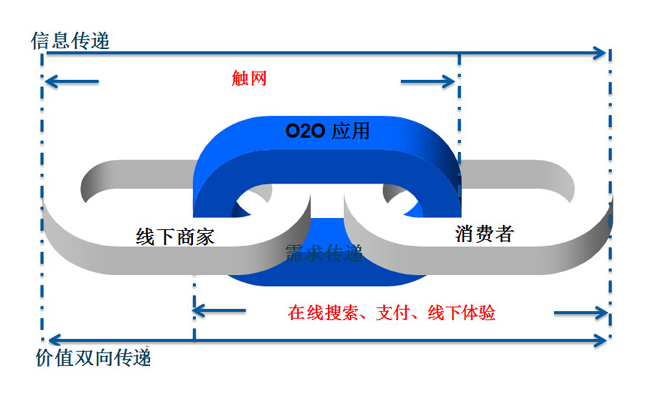 信息传递
触网
O2O 应用
线下商家
消费者
需求传递
在线搜索、支付、线下体验
价值双向传递